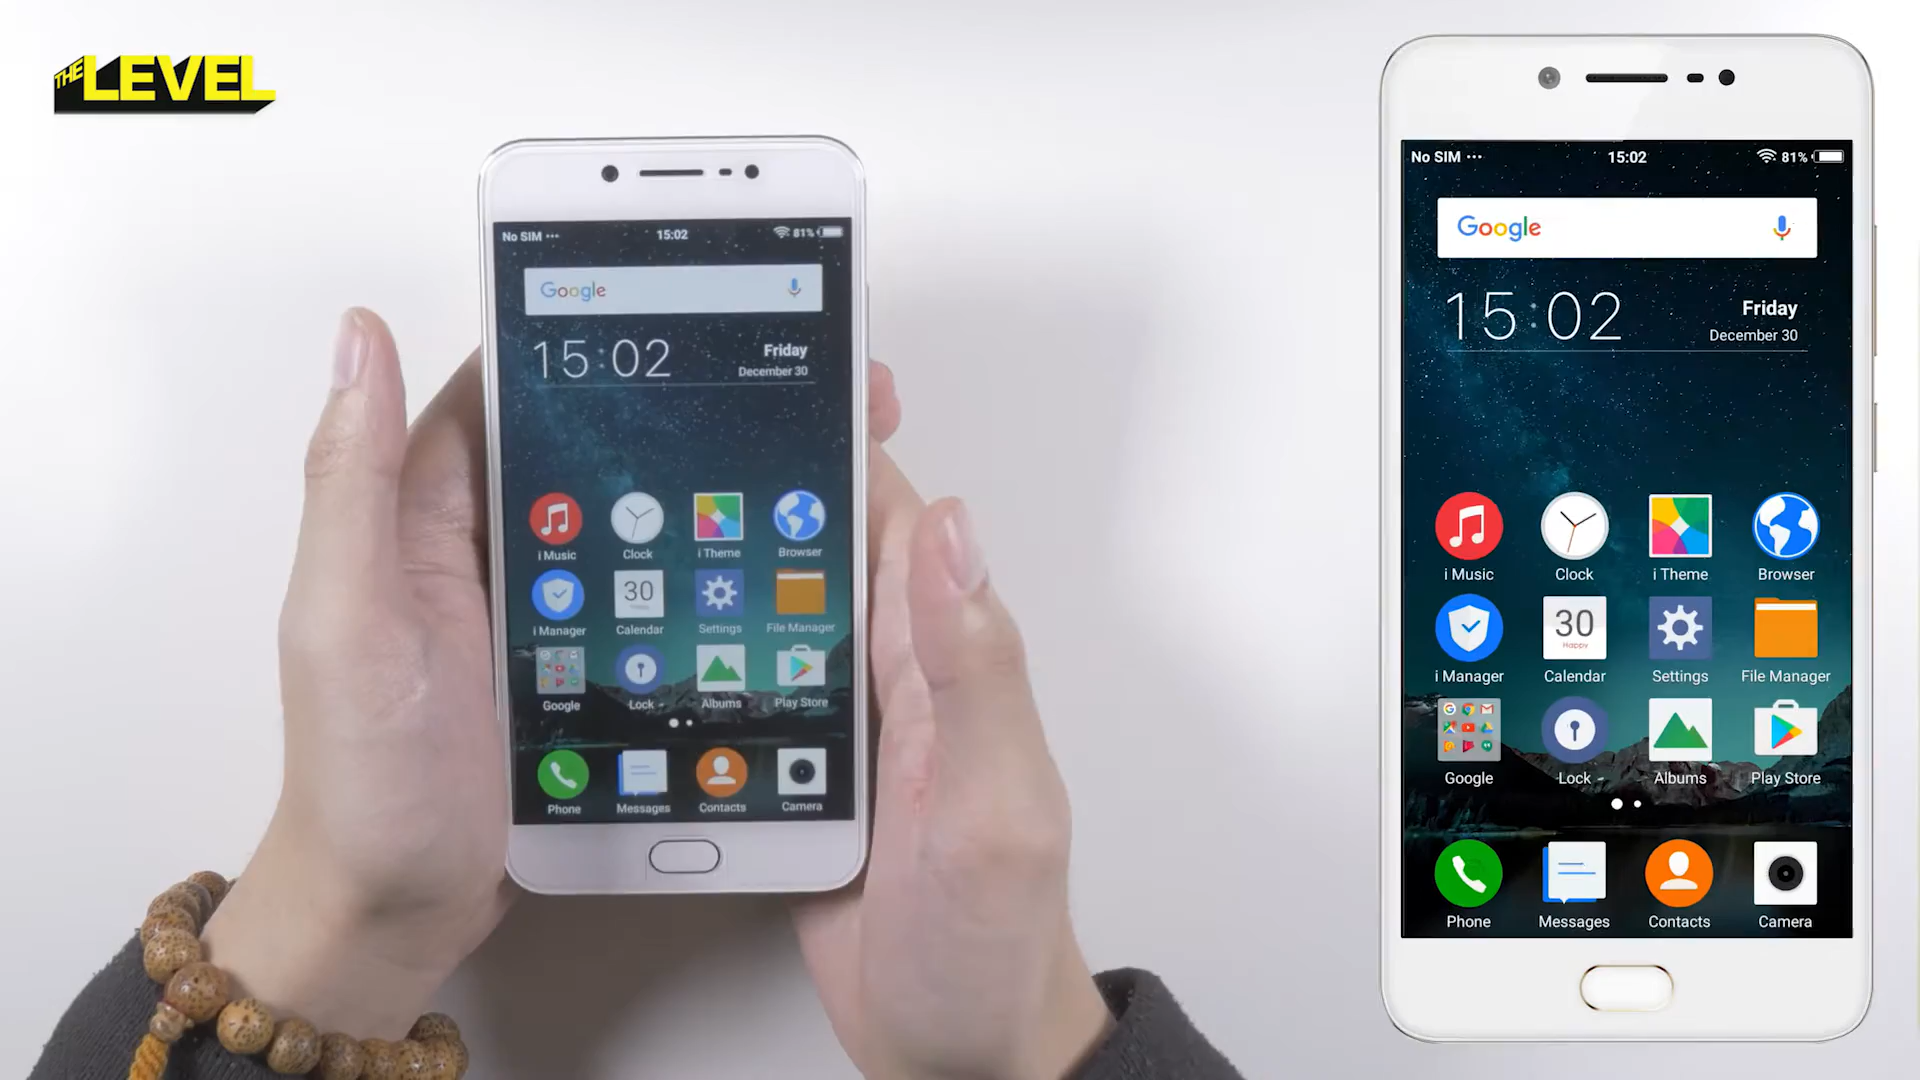 THE LEVEL
No SIM ··· 15:02 81%
Google
15:02 Friday
December 30
i Music Clock i Theme Browser
30
i Manager Calendar Settings File Manager
Google Lock Albums Play Store
Phone Messages Contacts Camera
No SIM ··· 15:02 81%
Google
15:02 Friday
December 30
i Music Clock i Theme Browser
30
Happy
i Manager Calendar Settings File Manager
Google Lock Albums Play Store
Phone Messages Contacts Camera